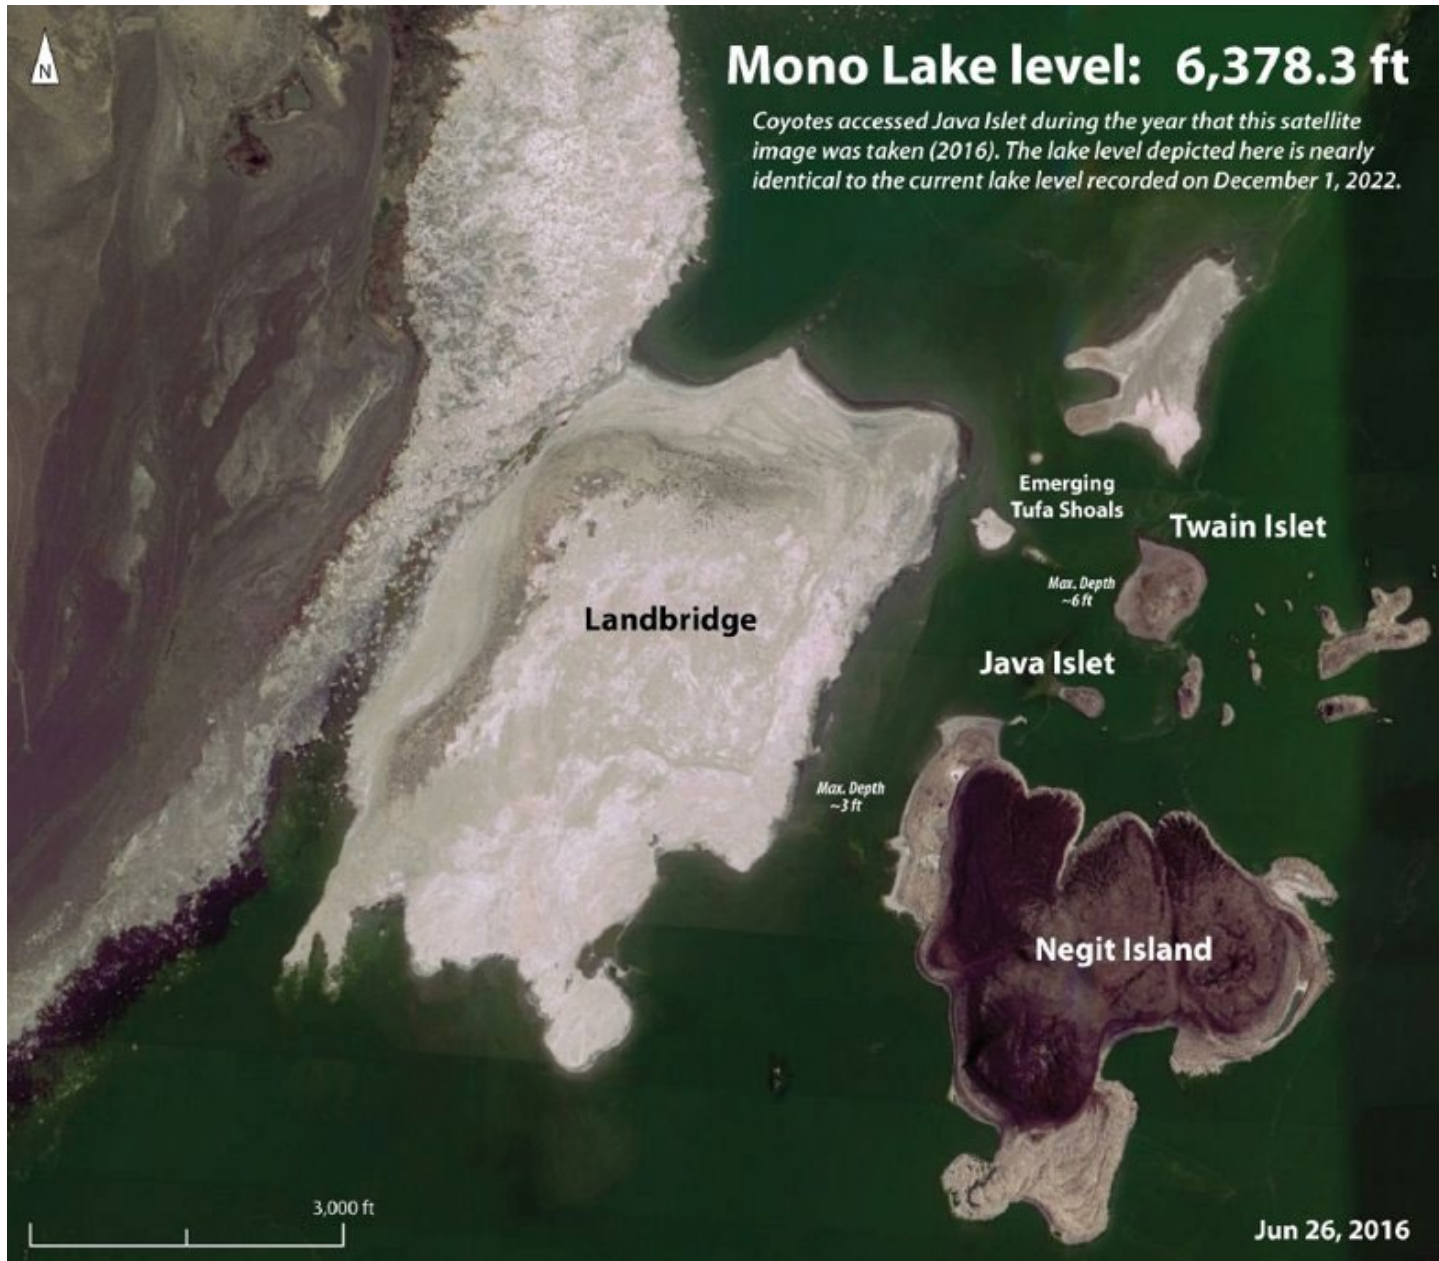 N
Mono Lake level: 6,378.3 ft
Coyotes accessed Java Islet during the year that this satellite
image was taken (2016). The lake level depicted here is nearly
identical to the current lake level recorded on December 1, 2022.
Emerging
Tufa Shoals
Twain Islet
Max. Depth
~6 ft
Landbridge
Java Islet
Max. Depth
~3 ft
Negit Island
3,000 ft
Jun 26, 2016